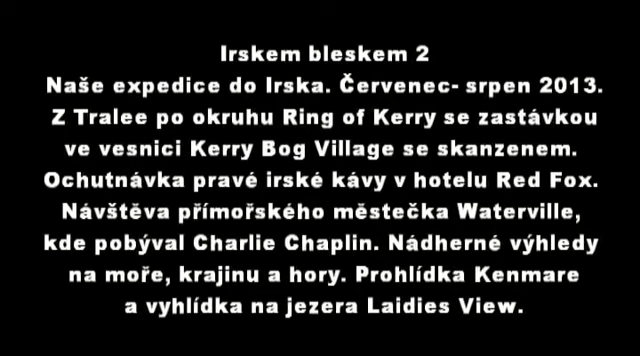 Irskem bleskem 2
Naše expedice do Irska. Červenec- srpen 2013.
Z Tralee po okruhu Ring of Kerry se zastávkou
ve vesnici Kerry Bog Village se skanzenem.
Ochutnávka pravé irské kávy v hotelu Red Fox.
Návštěva přímořského městečka Waterville,
kde pobýval Charlie Chaplin. Nádherné výhledy
na moře, krajinu a hory. Prohlídka Kenmare
a vyhlídka na jezera Laidies View.